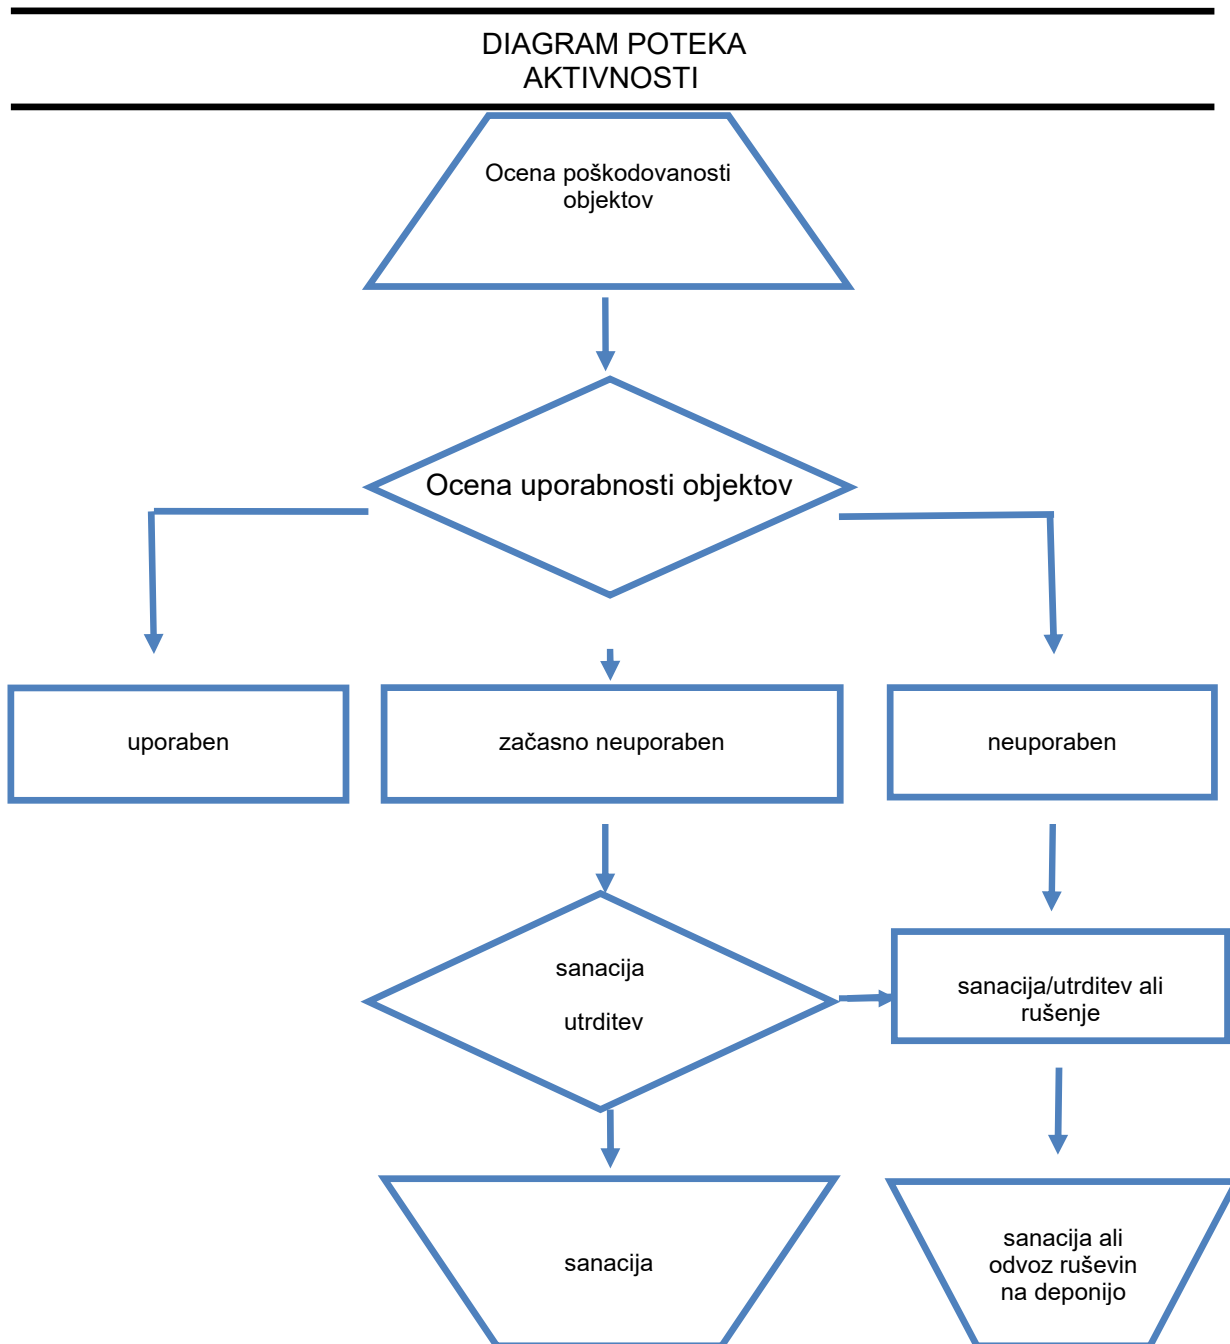 DIAGRAM POTEKA
AKTIVNOSTI
Ocena poškodovanosti
objektov
Ocena uporabnosti objektov
uporaben
začasno neuporaben
neuporaben
sanacija
utrditev
sanacija/utrditev ali
rušenje
sanacija
sanacija ali
odvoz ruševin
na deponijo